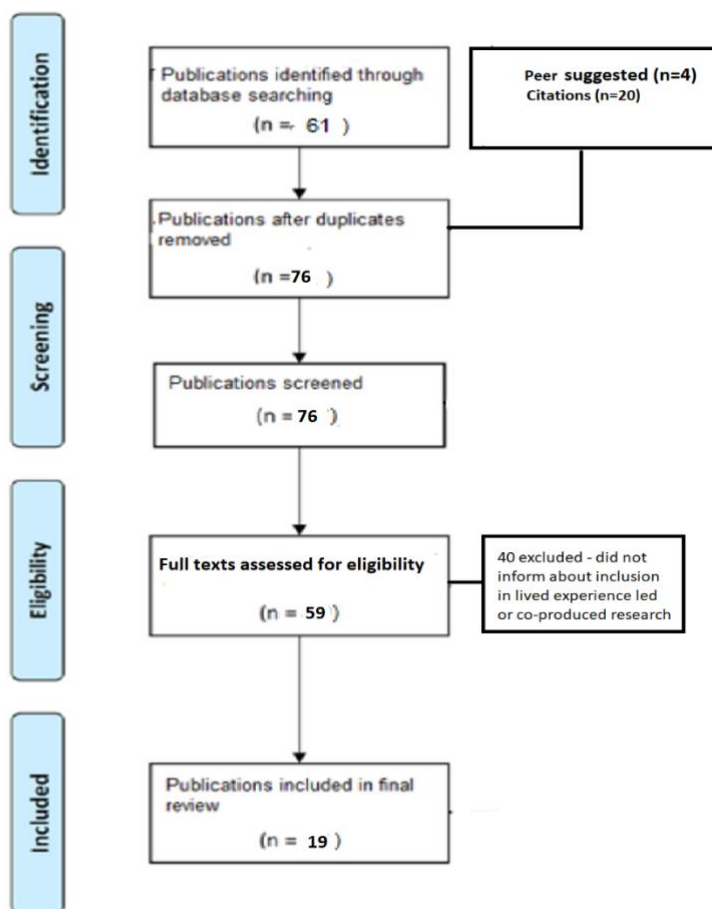 Identification
Publications identified through
database searching
(n = 61 )
Peer suggested (n=4)
Citations (n=20)
Publications after duplicates
removed
(n =76 )
Screening
Publications screened
(n = 76 )
Eligibility
Full texts assessed for eligibility
(n = 59 )
40 excluded - did not
inform about inclusion
in lived experience led
or co-produced research
Included
Publications included in final
review
(n = 19 )